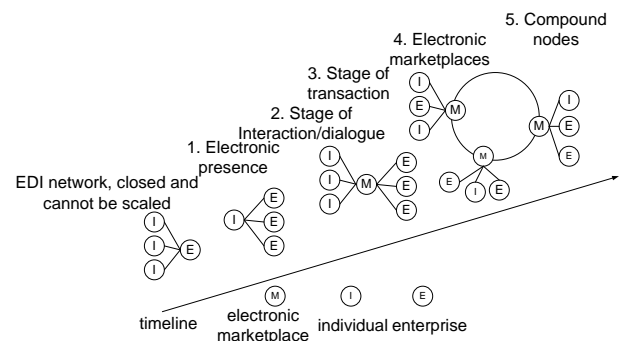 5. Compound
nodes
4. Electronic
marketplaces
3. Stage of
transaction
2. Stage of
Interaction/dialogue
1. Electronic
presence
EDI network, closed and
cannot be scaled
I
E
I
M
I
I
M
E
E
M
E
I
E
I
I
I
M
E
E
E
I
E
E
E
I
I
I
E
timeline
M
electronic
marketplace
I
individual
E
enterprise